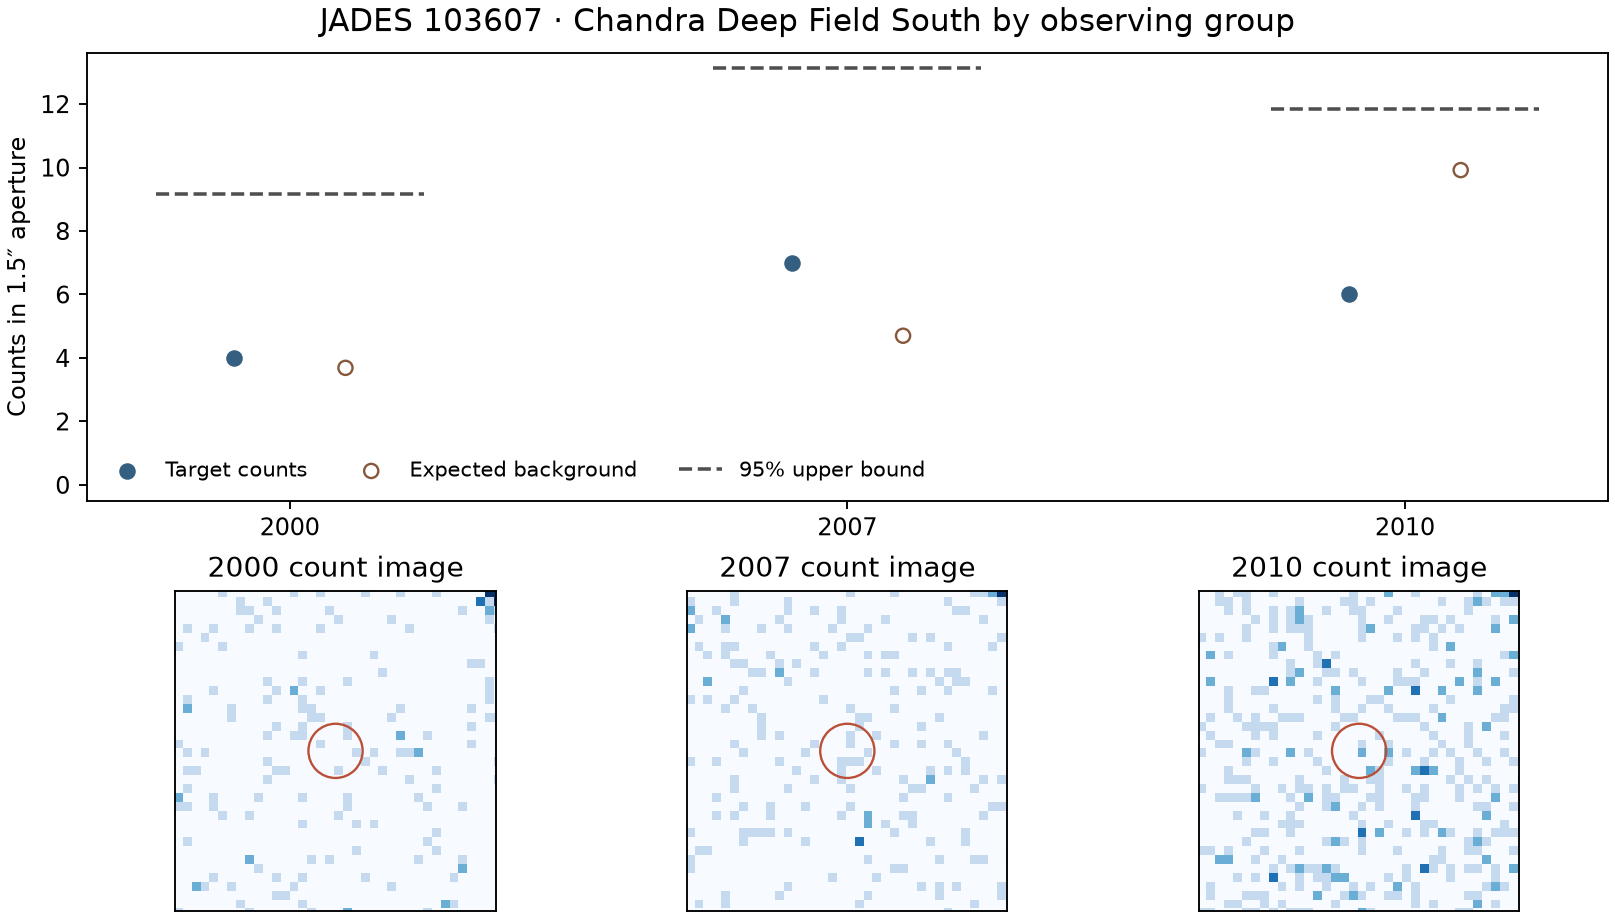 JADES 103607 · Chandra Deep Field South by observing group
Counts in 1.5″ aperture
12
10
8
6
4
2
0
Target counts
Expected background
95% upper bound
2000
2007
2010
2000 count image
2007 count image
2010 count image